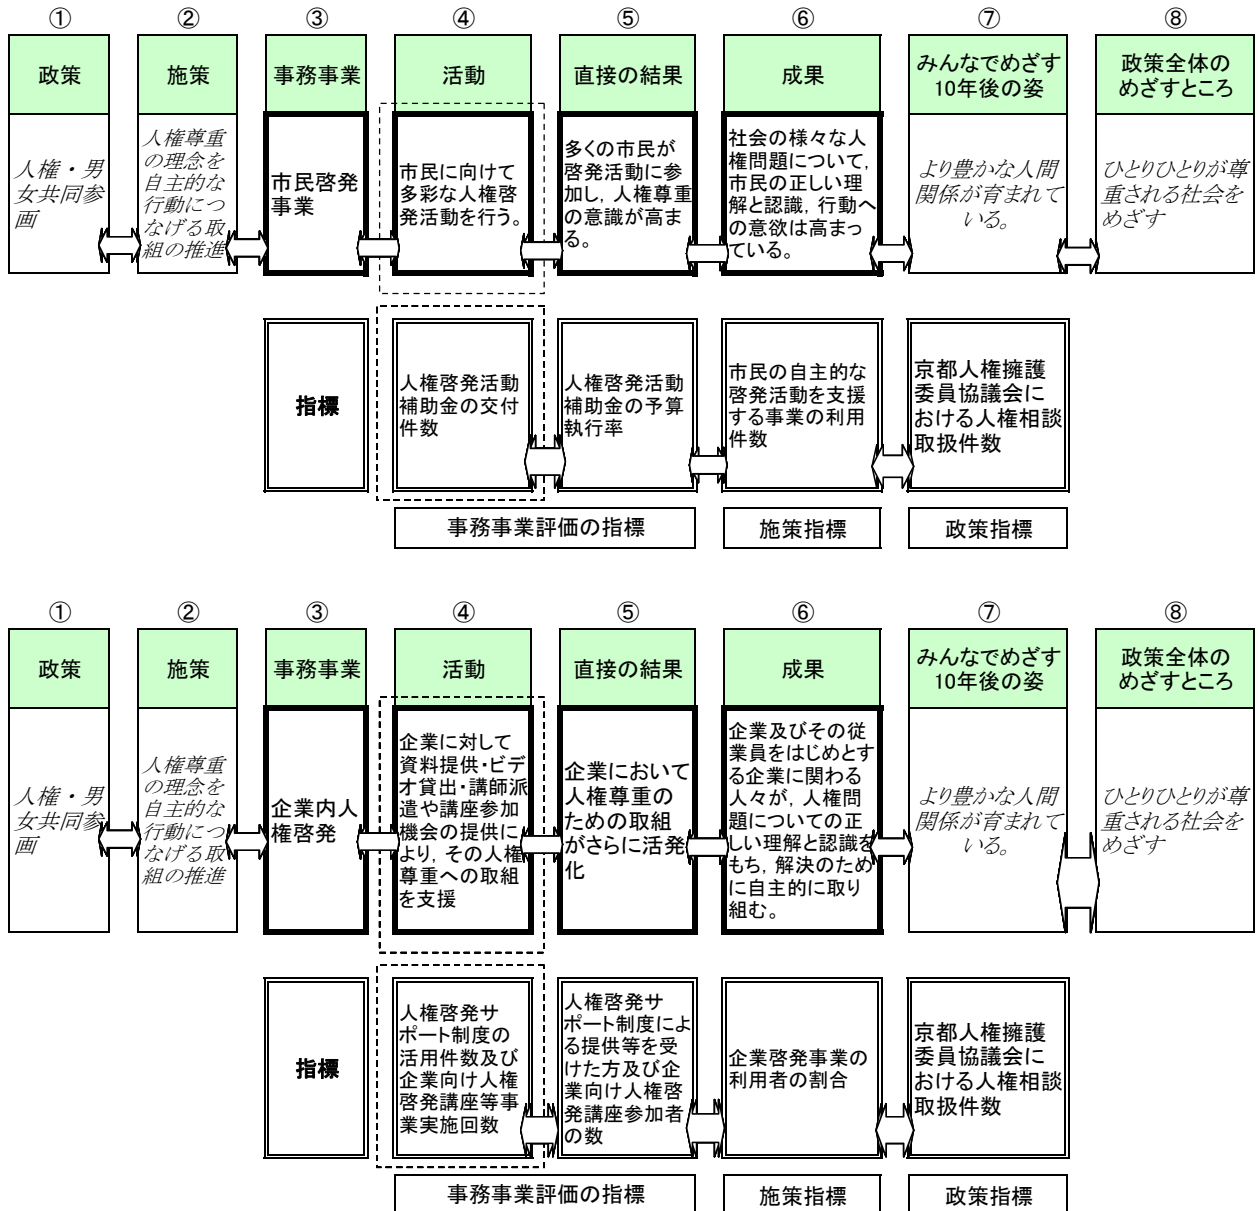 ① ② ③ ④ ⑤ ⑥ ⑦ ⑧
政策
施策
事務事業
活動
直接の結果
成果
みんなでめざす
10年後の姿
政策全体の
めざすところ
人権・男
女共同参
画
人権尊重
の理念を
自主的な
行動につ
なげる取
組の推進
市民啓発
事業
市民に向けて
多彩な人権啓
発活動を行う。
多くの市民が
啓発活動に参
加し，人権尊重
の意識が高ま
る。
社会の様々な人
権問題について，
市民の正しい理
解と認識，行動へ
の意欲は高まっ
ている。
より豊かな人間
関係が育まれて
いる。
ひとりひとりが尊
重される社会を
めざす
指標
人権啓発活動
補助金の交付
件数
人権啓発活動
補助金の予算
執行率
市民の自主的な
啓発活動を支援
する事業の利用
件数
京都人権擁護
委員協議会に
おける人権相談
取扱件数
事務事業評価の指標
施策指標
政策指標
① ② ③ ④ ⑤ ⑥ ⑦ ⑧
政策
施策
事務事業
活動
直接の結果
成果
みんなでめざす
10年後の姿
政策全体の
めざすところ
人権・男
女共同参
画
人権尊重
の理念を
自主的な
行動につ
なげる取
組の推進
企業内人
権啓発
企業に対して
資料提供・ビデ
オ貸出・講師派
遣や講座参加
機会の提供に
より，その人権
尊重への取組
を支援
企業において
人権尊重の
ための取組
がさらに活発
化
企業及びその従
業員をはじめとす
る企業に関わる
人々が，人権問
題についての正
しい理解と認識を
もち，解決のため
に自主的に取り
組む。
より豊かな人間
関係が育まれて
いる。
ひとりひとりが尊
重される社会を
めざす
指標
人権啓発サ
ポート制度の
活用件数及び
企業向け人権
啓発講座等事
業実施回数
人権啓発サ
ポート制度によ
る提供等を受
けた方及び企
業向け人権啓
発講座参加者
の数
企業啓発事業の
利用者の割合
京都人権擁護
委員協議会に
おける人権相談
取扱件数
事務事業評価の指標
施策指標
政策指標